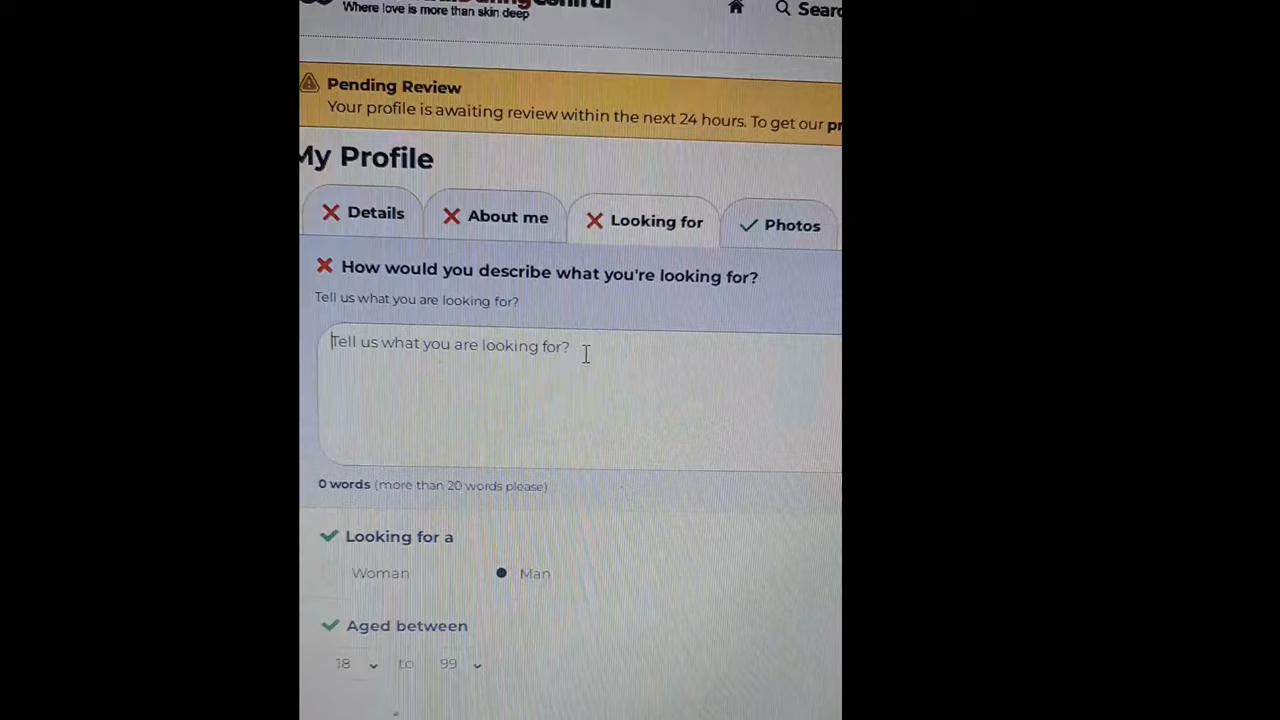 Where love is more than skin deep
Pending Review
Your profile is awaiting review within the next 24 hours. To get our
My Profile
Details
About me
Looking for
Photos
How would you describe what you're looking for?
Tell us what you are looking for?
Tell us what you are looking for?
0 words (more than 20 words please)
Looking for a
Woman Man
Aged between
18 to 99